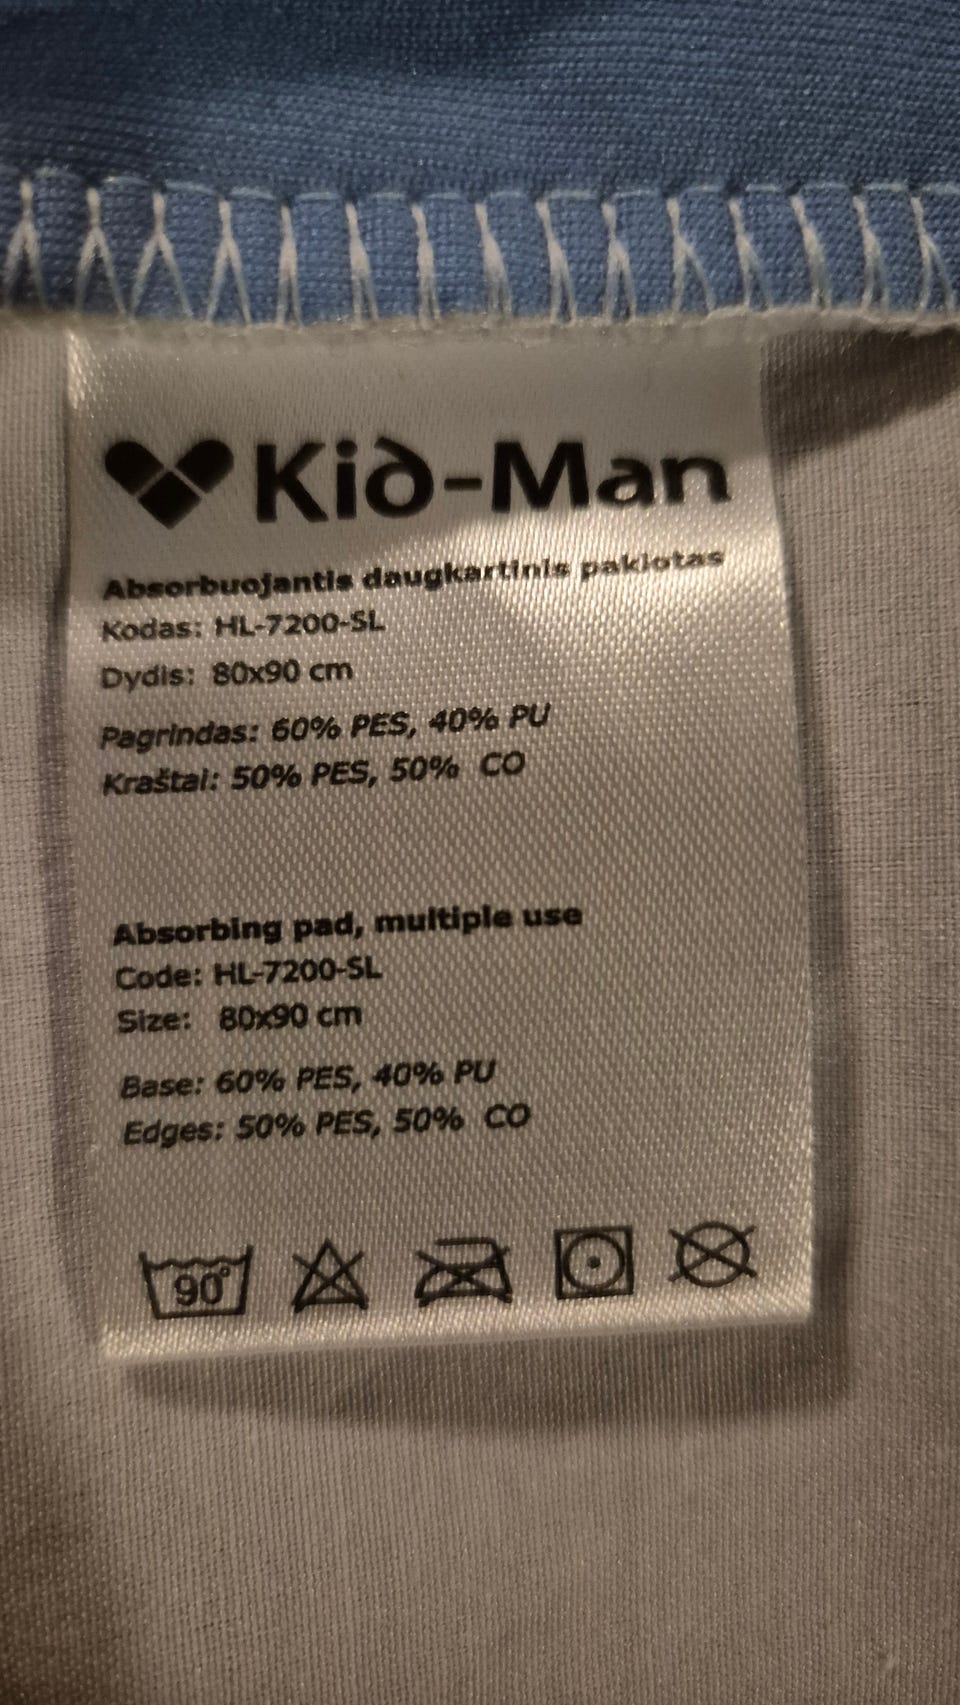 Kid-Man
Absorbuojantis daugkartinis paklotas
Kodas: HL-7200-SL
Dydis: 80x90 cm
Pagrindas: 60% PES, 40% PU
Kraštai: 50% PES, 50% CO
Absorbing pad, multiple use
Code: HL-7200-SL
Size: 80x90 cm
Base: 60% PES, 40% PU
Edges: 50% PES, 50% CO
90°